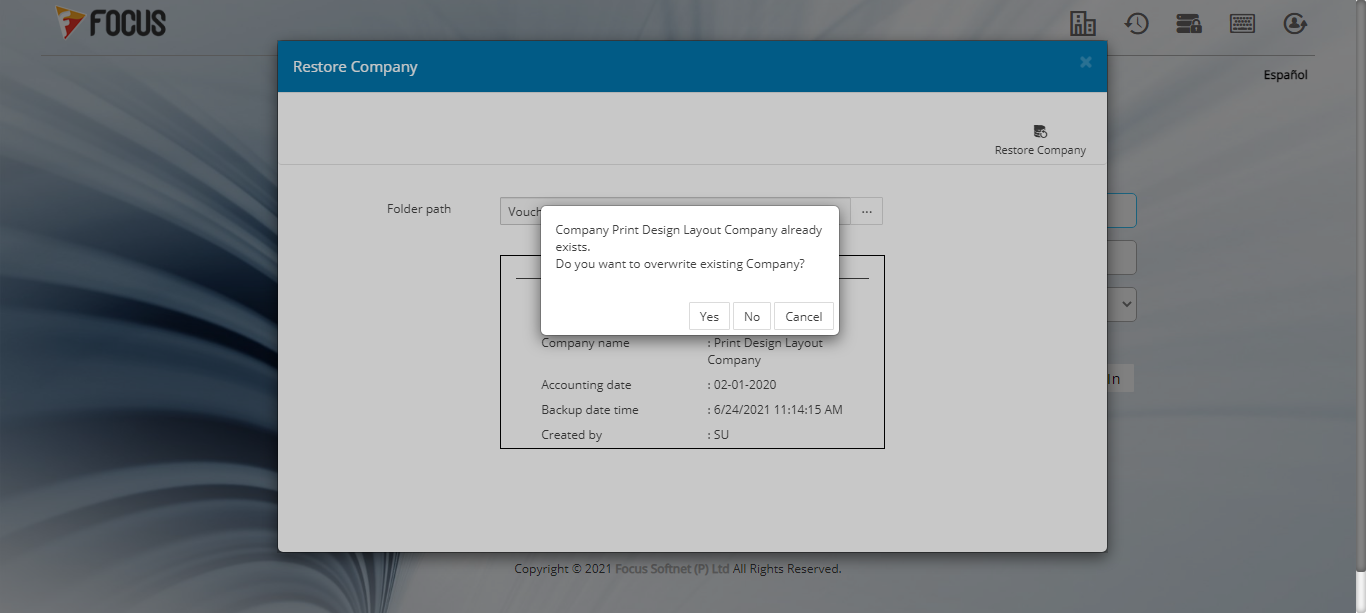 FOCUS
Restore Company
Español
Restore Company
Folder path
...
Company Print Design Layout Company already
exists.
Do you want to overwrite existing Company?
Yes No Cancel
Company name : Print Design Layout
Company
Accounting date : 02-01-2020
Backup date time : 6/24/2021 11:14:15 AM
Created by : SU
In
Copyright © 2021 Focus Softnet (P) Ltd All Rights Reserved.